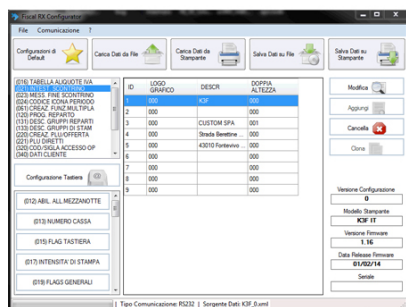 Fiscal RX Configurator
File Comunicazione ?
Configurazioni di Default
Carica Dati da File
Carica Dati da Stampante
Salva Dati su File
Salva Dati su Stampante
(016) TABELLA ALIQUOTE IVA
(021) INTEST. SCONTRINO
(023) MESS. FINE SCONTRINO
(024) CODICE ICONA PERIODO
(061) CREAZ. FUNZ.MULTIPLA
(120) PROG. REPARTO
(131) DESC. GRUPPI REPARTI
(133) DESC. GRUPPI DI STAM
(220) CREAZ. PLU/OFFERTA
(221) PLU DIRETTI
(320) COD/SIGLA ACCESSO OP
(340) DATI CLIENTE
Configurazione Tastiera
(012) ABIL. ALL.MEZZANOTTE
(013) NUMERO CASSA
(015) FLAG TASTIERA
(017) INTENSITA' DI STAMPA
(019) FLAGS GENERALI
ID LOGO GRAFICO DESCR DOPPIA ALTEZZA
1 000 K3F 000
2 000 000
3 000 CUSTOM SPA 001
4 000 Strada Berettine ... 000
5 000 43010 Fontevivo ... 000
6 000 000
7 000 000
8 000 000
9 000 000
Modifica
Aggiungi
Cancella
Clona
Versione Configurazione
0
Modello Stampante
K3F IT
Versione Firmware
1.16
Data Release Firmware
01/02/14
Seriale
Tipo Comunicazione: RS232 | Sorgente Dati: K3F_0.xml